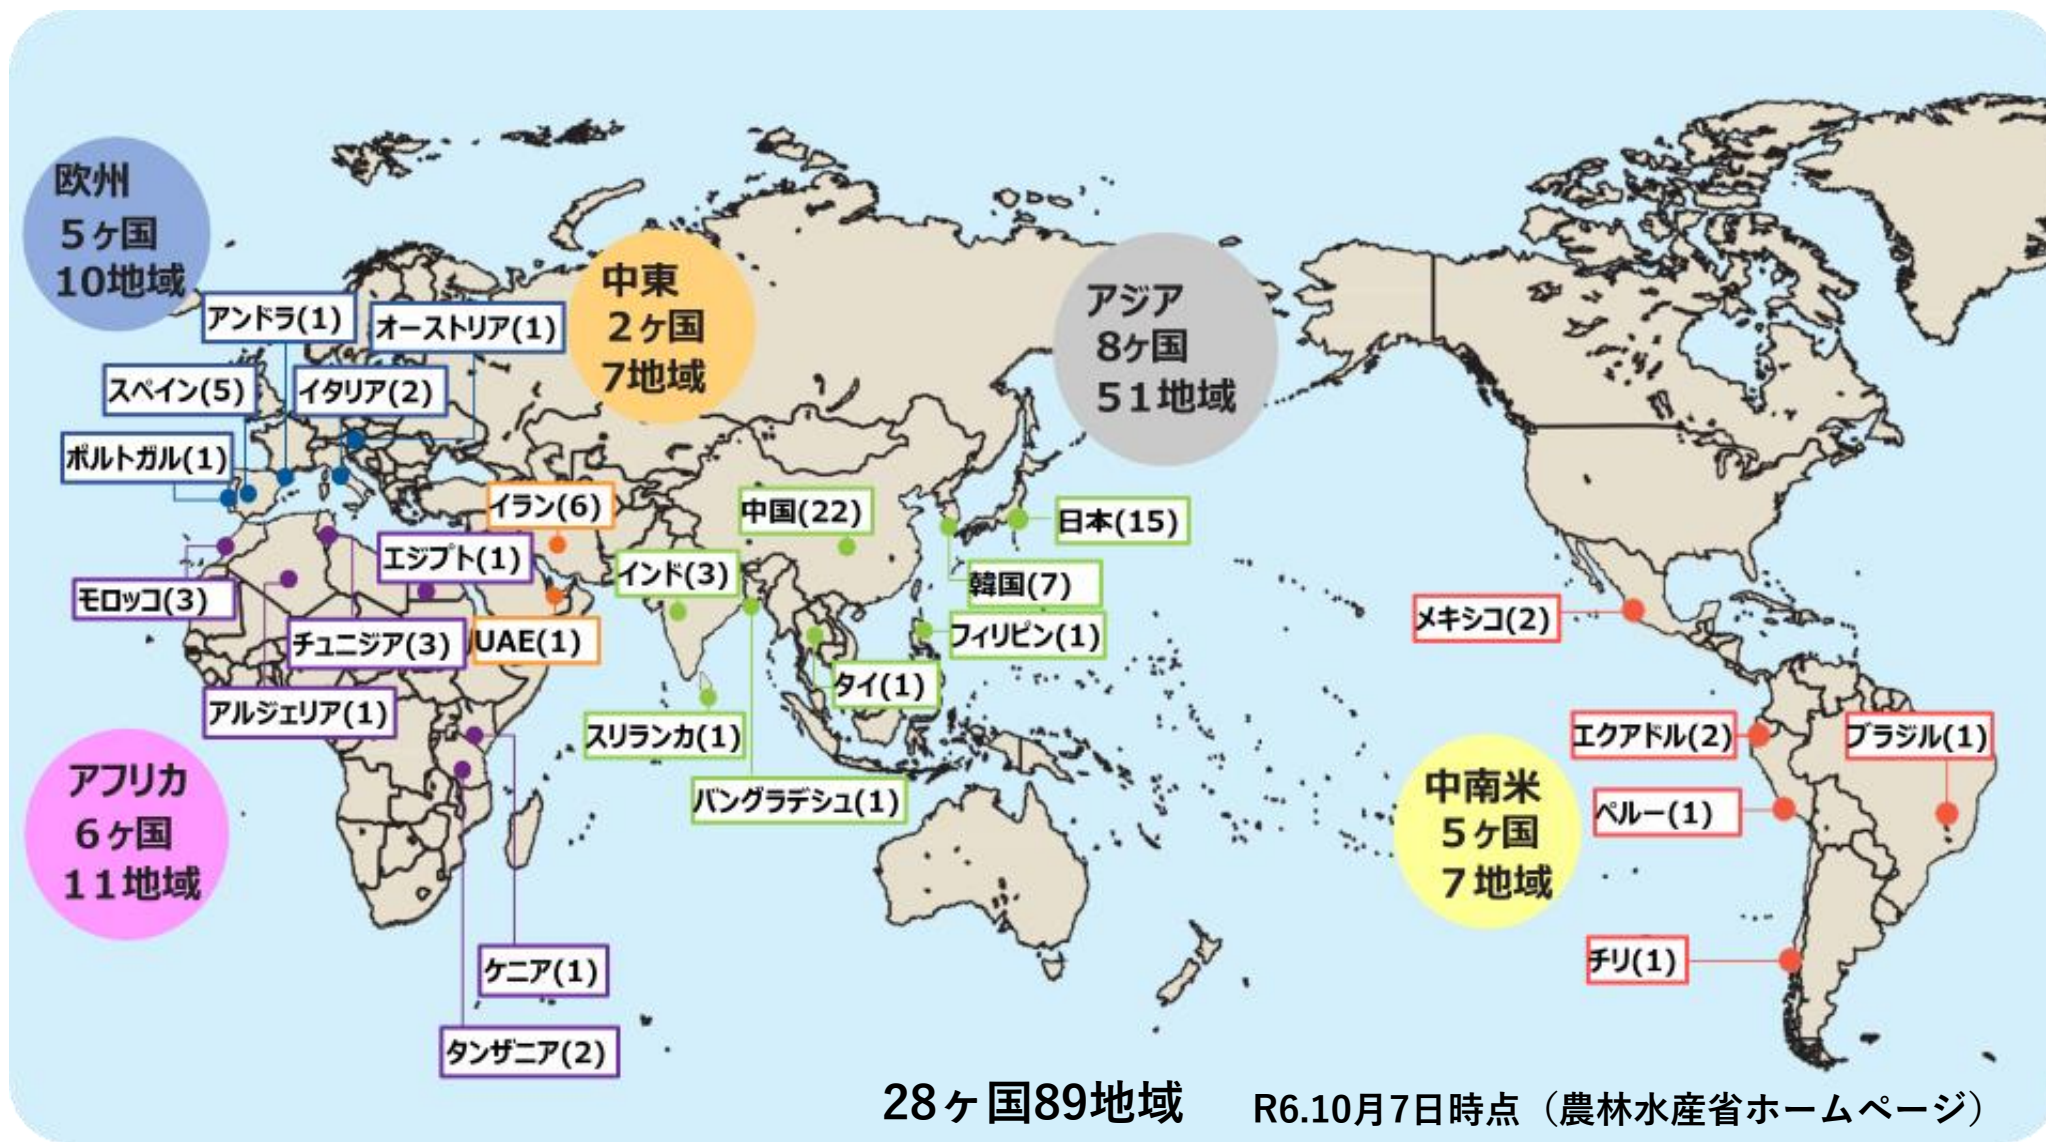 欧州
5ヶ国
10地域
アンドラ(1)
オーストリア(1)
スペイン(5)
イタリア(2)
ポルトガル(1)
中東
2ヶ国
7地域
アジア
8ヶ国
51地域
イラン(6)
中国(22)
日本(15)
エジプト(1)
インド(3)
韓国(7)
モロッコ(3)
チュニジア(3)
UAE(1)
フィリピン(1)
メキシコ(2)
タイ(1)
アルジェリア(1)
スリランカ(1)
エクアドル(2)
ブラジル(1)
バングラデシュ(1)
ペルー(1)
アフリカ
6ヶ国
11地域
中南米
5ヶ国
7地域
ケニア(1)
チリ(1)
タンザニア(2)
28ヶ国89地域
R6.10月7日時点（農林水産省ホームページ）